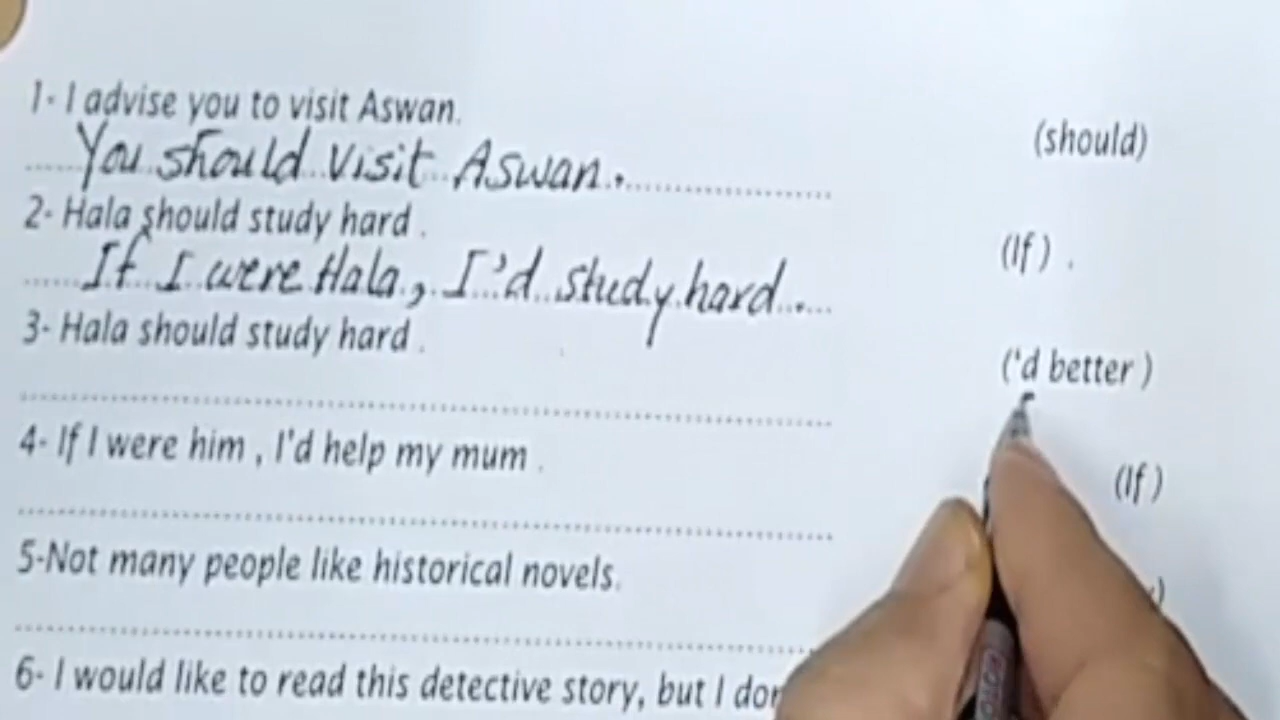 1- I advise you to visit Aswan.
(should)
You should visit Aswan.
2- Hala should study hard .
(If ) .
If I were Hala, I'd study hard.
3- Hala should study hard .
('d better )
4- If I were him , I'd help my mum .
(If )
5-Not many people like historical novels.
6- I would like to read this detective story, but I